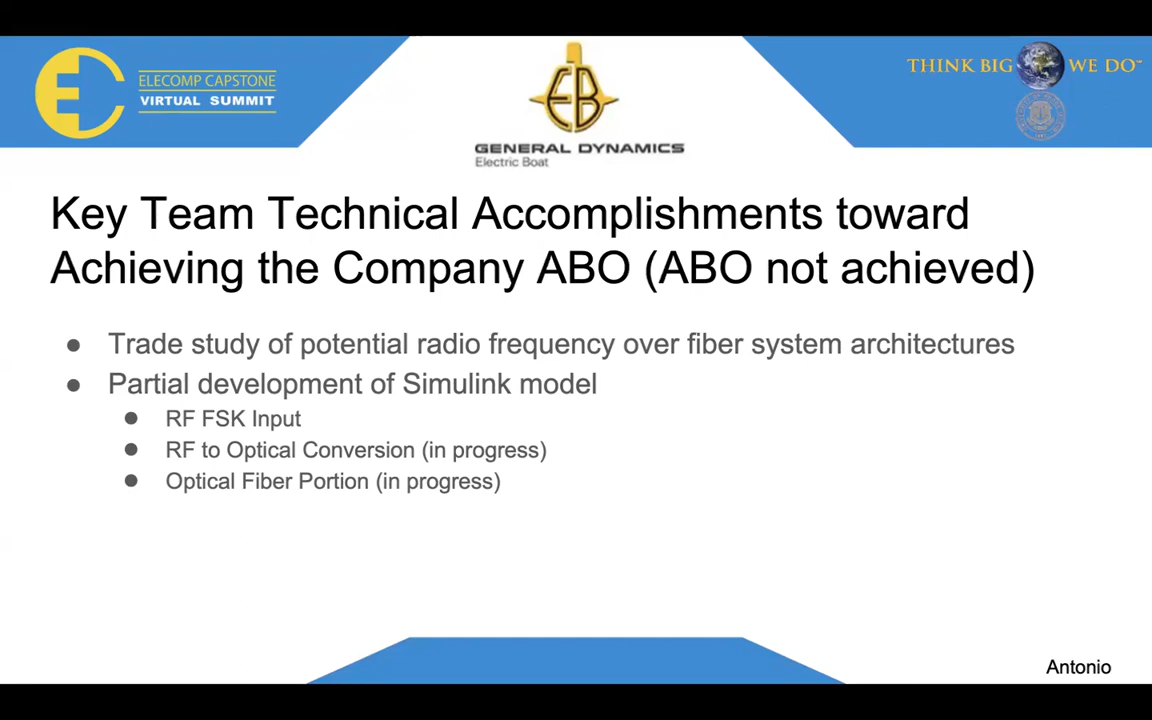 ELECOMP CAPSTONE
VIRTUAL SUMMIT
EB
GENERAL DYNAMICS
Electric Boat
THINK BIG WE DO℠
Key Team Technical Accomplishments toward
Achieving the Company ABO (ABO not achieved)
● Trade study of potential radio frequency over fiber system architectures
● Partial development of Simulink model
● RF FSK Input
● RF to Optical Conversion (in progress)
● Optical Fiber Portion (in progress)
Antonio